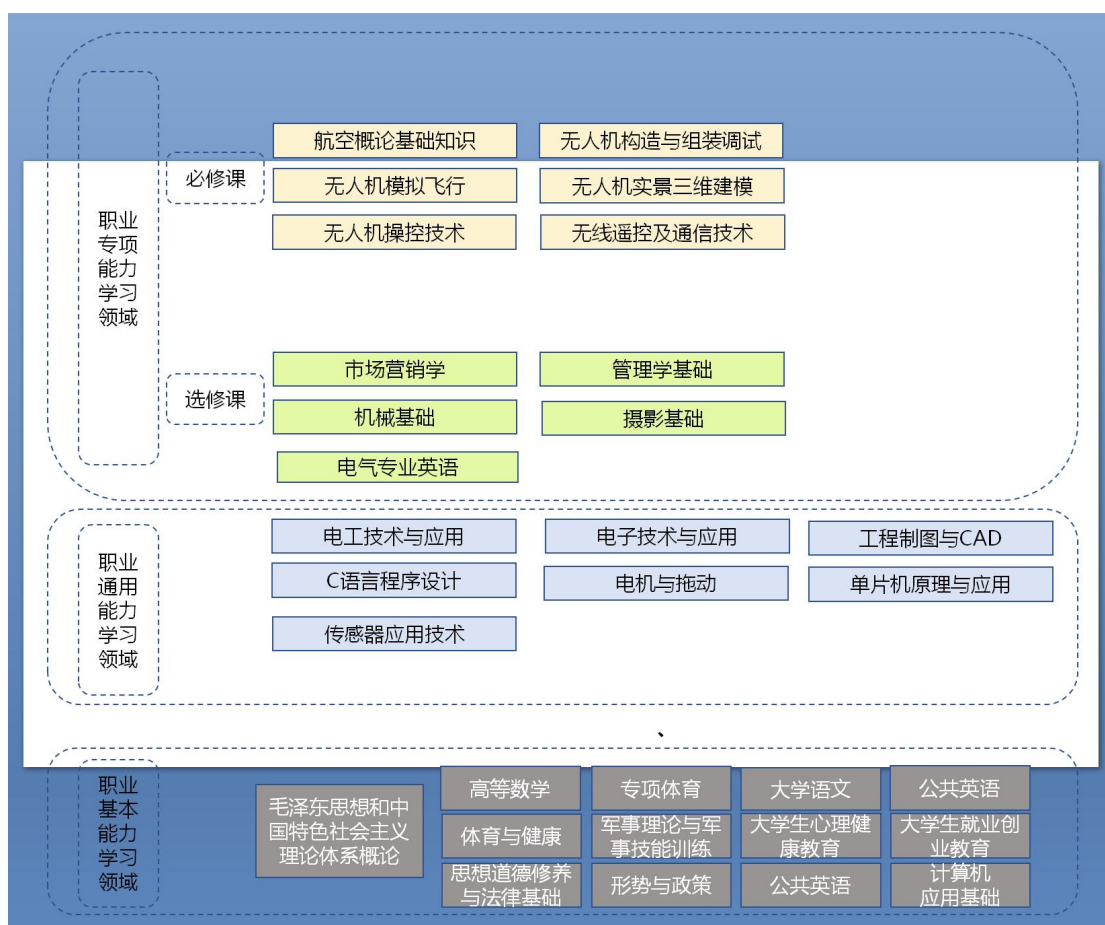 职业
专项
能力
学习
领域
必修课
航空概论基础知识
无人机构造与组装调试
无人机模拟飞行
无人机实景三维建模
无人机操控技术
无线遥控及通信技术
选修课
市场营销学
管理学基础
机械基础
摄影基础
电气专业英语
职业
通用
能力
学习
领域
电工技术与应用
电子技术与应用
工程制图与CAD
C语言程序设计
电机与拖动
单片机原理与应用
传感器应用技术
、
职业
基本
能力
学习
领域
毛泽东思想和中
国特色社会主义
理论体系概论
高等数学
专项体育
大学语文
公共英语
体育与健康
军事理论与军
事技能训练
大学生心理健
康教育
大学生就业创
业教育
思想道德修养
与法律基础
形势与政策
公共英语
计算机
应用基础